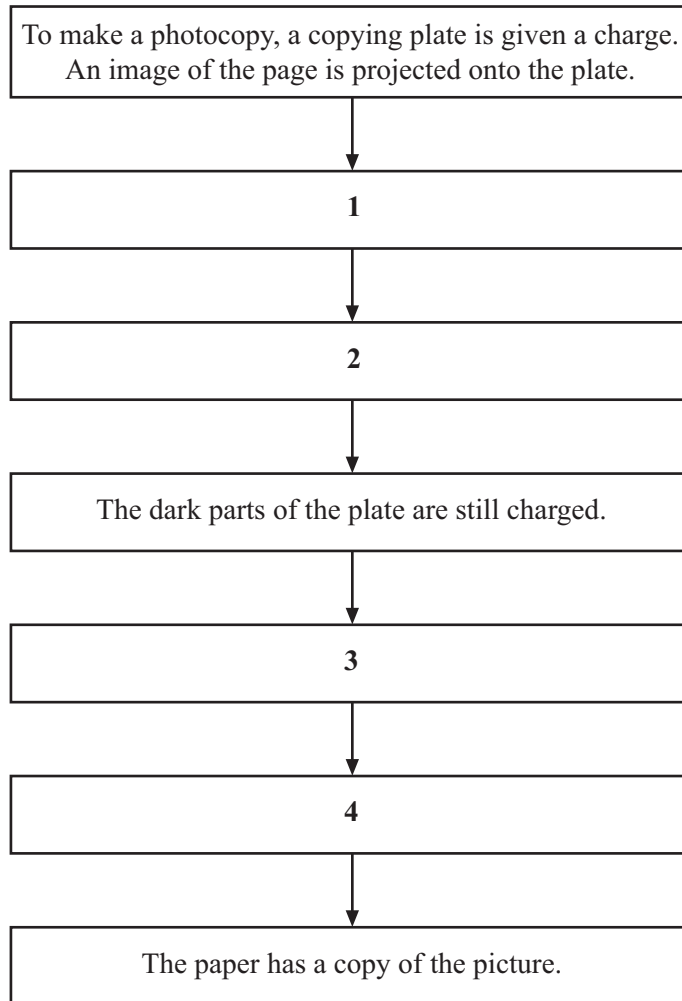 To make a photocopy, a copying plate is given a charge.
An image of the page is projected onto the plate.
1
2
The dark parts of the plate are still charged.
3
4
The paper has a copy of the picture.